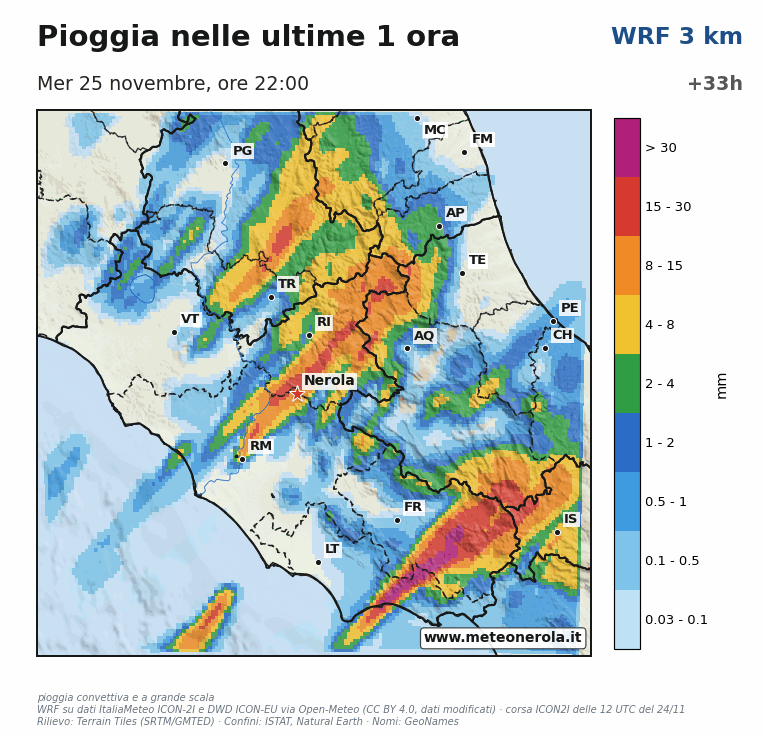 Pioggia nelle ultime 1 ora
WRF 3 km
Mer 25 novembre, ore 22:00
+33h
MC
FM
PG
AP
TE
TR
PE
VT
RI
CH
AQ
Nerola
RM
FR
IS
LT
www.meteonerola.it
> 30
15 - 30
8 - 15
4 - 8
2 - 4
1 - 2
0.5 - 1
0.1 - 0.5
0.03 - 0.1
mm
pioggia convettiva e a grande scala
WRF su dati ItaliaMeteo ICON-2I e DWD ICON-EU via Open-Meteo (CC BY 4.0, dati modificati) · corsa ICON2I delle 12 UTC del 24/11
Rilievo: Terrain Tiles (SRTM/GMTED) · Confini: ISTAT, Natural Earth · Nomi: GeoNames